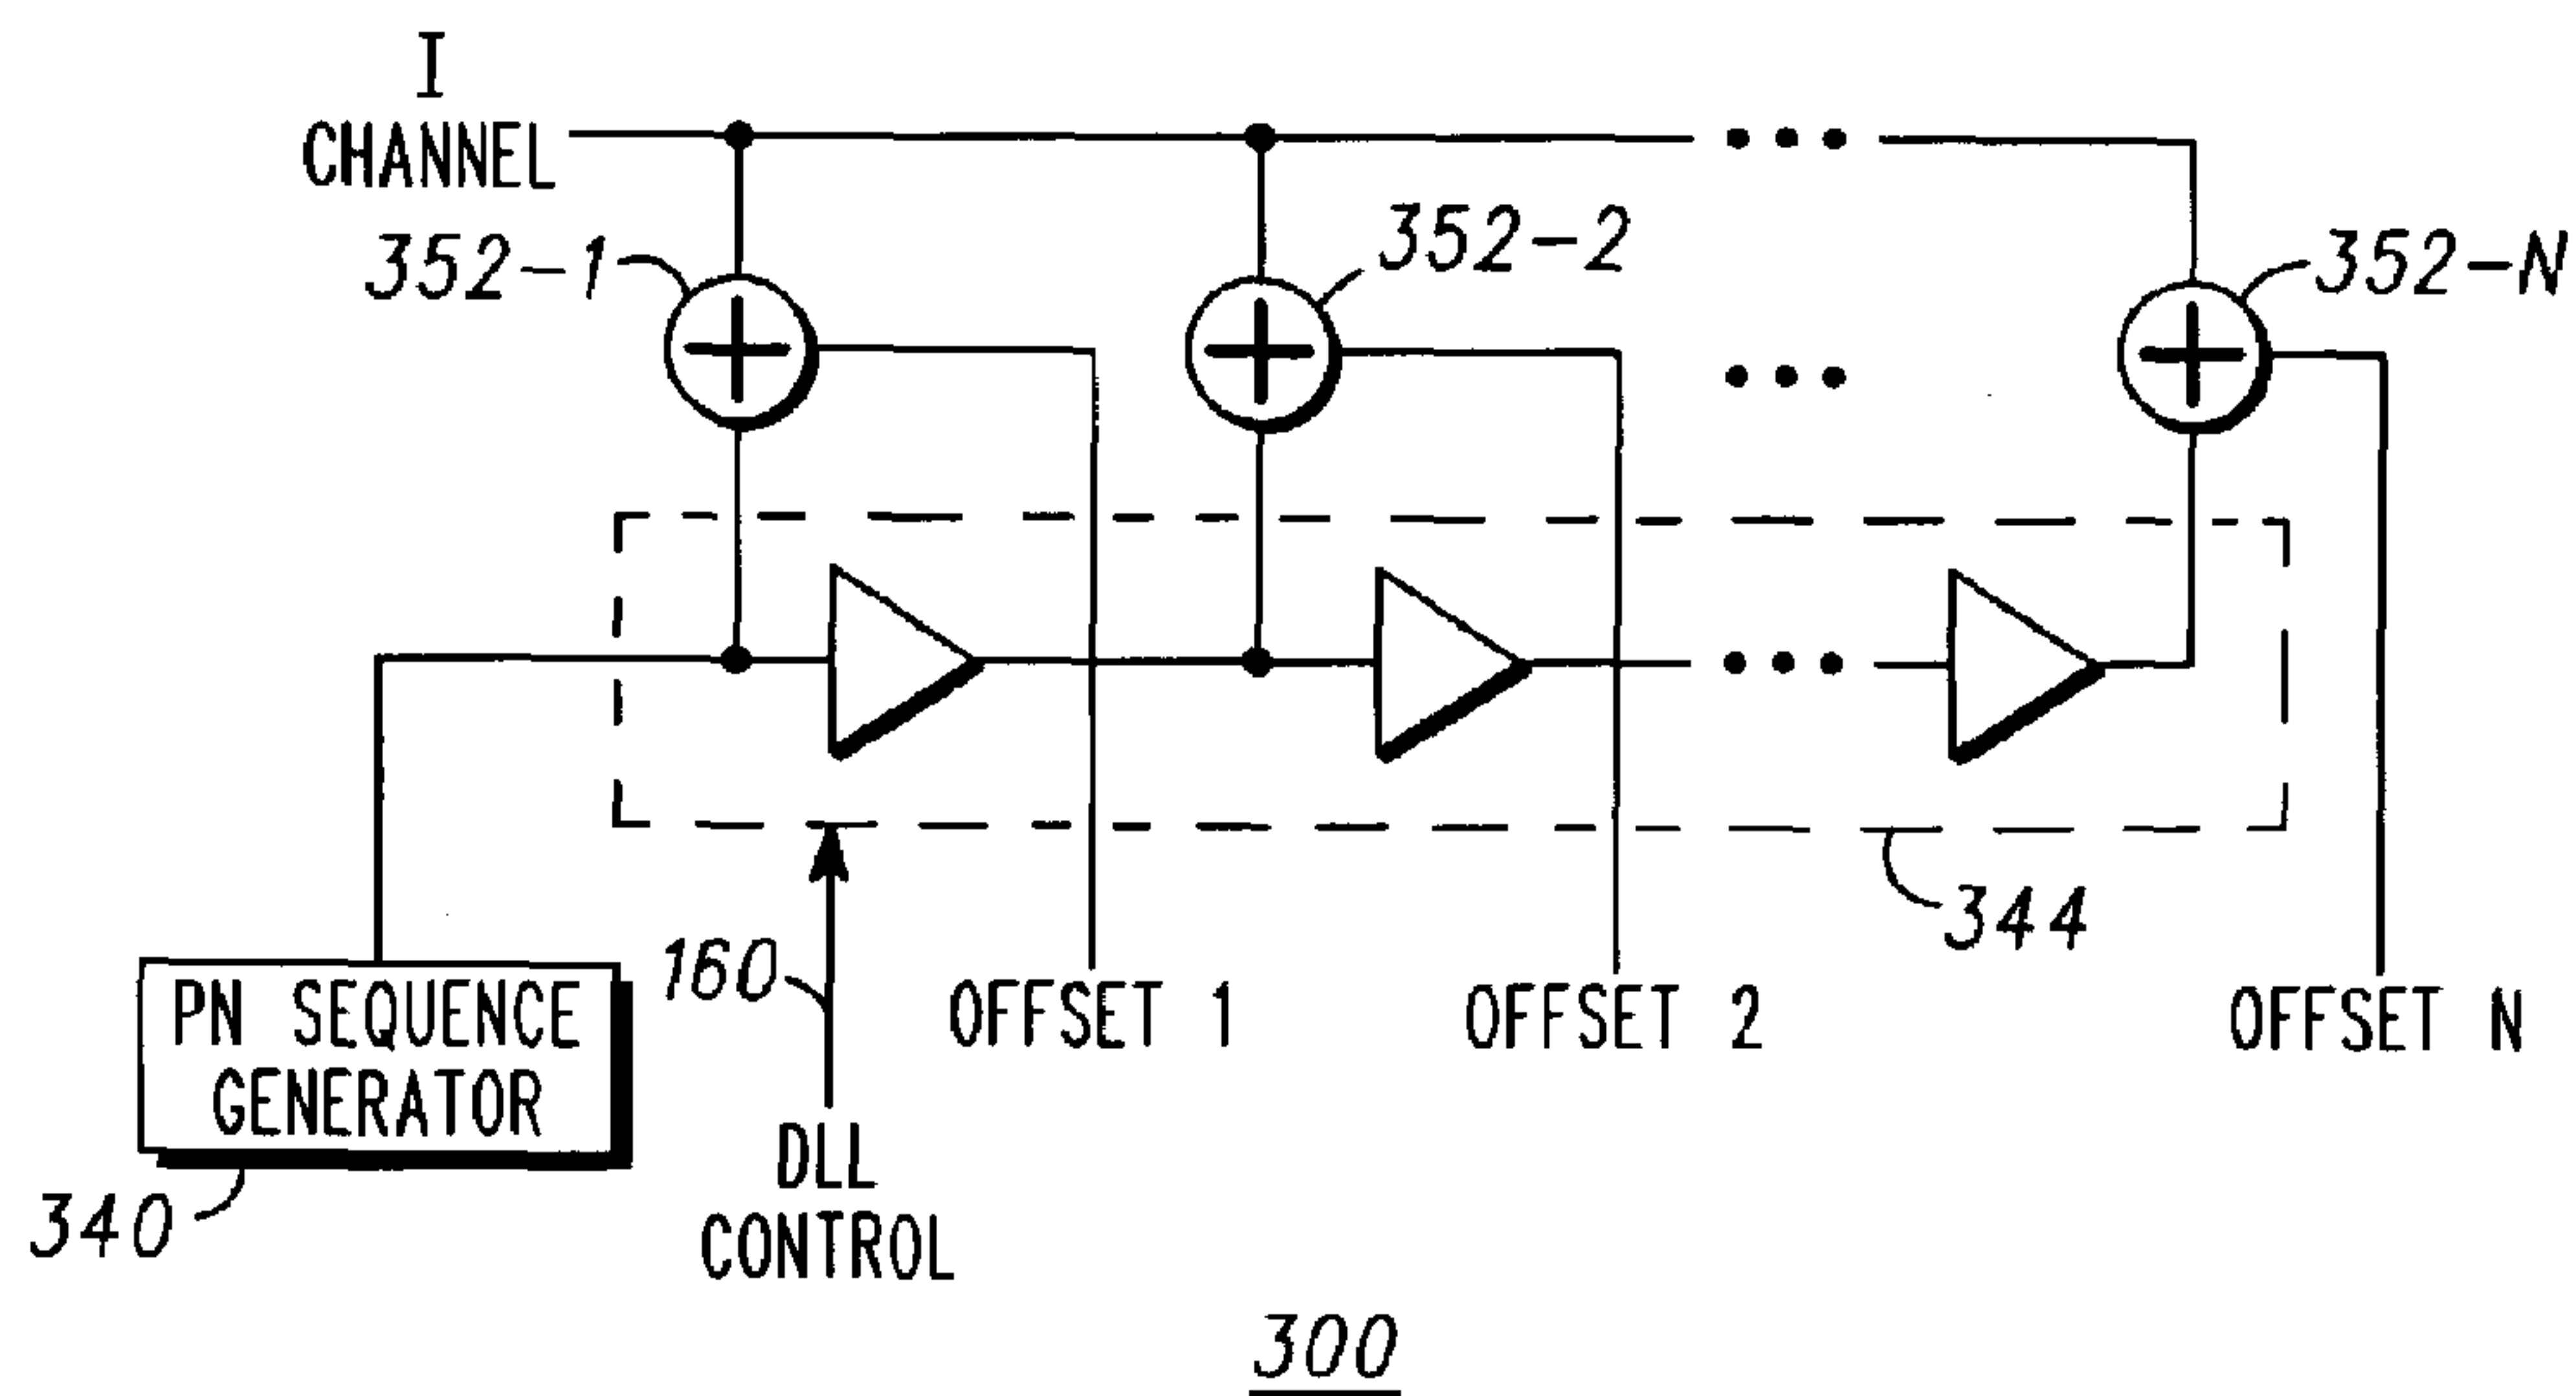 I
CHANNEL
352-1
352-2
352-N
344
160
PN SEQUENCE
GENERATOR
340
OFFSET 1
OFFSET 2
OFFSET N
DLL
CONTROL
300